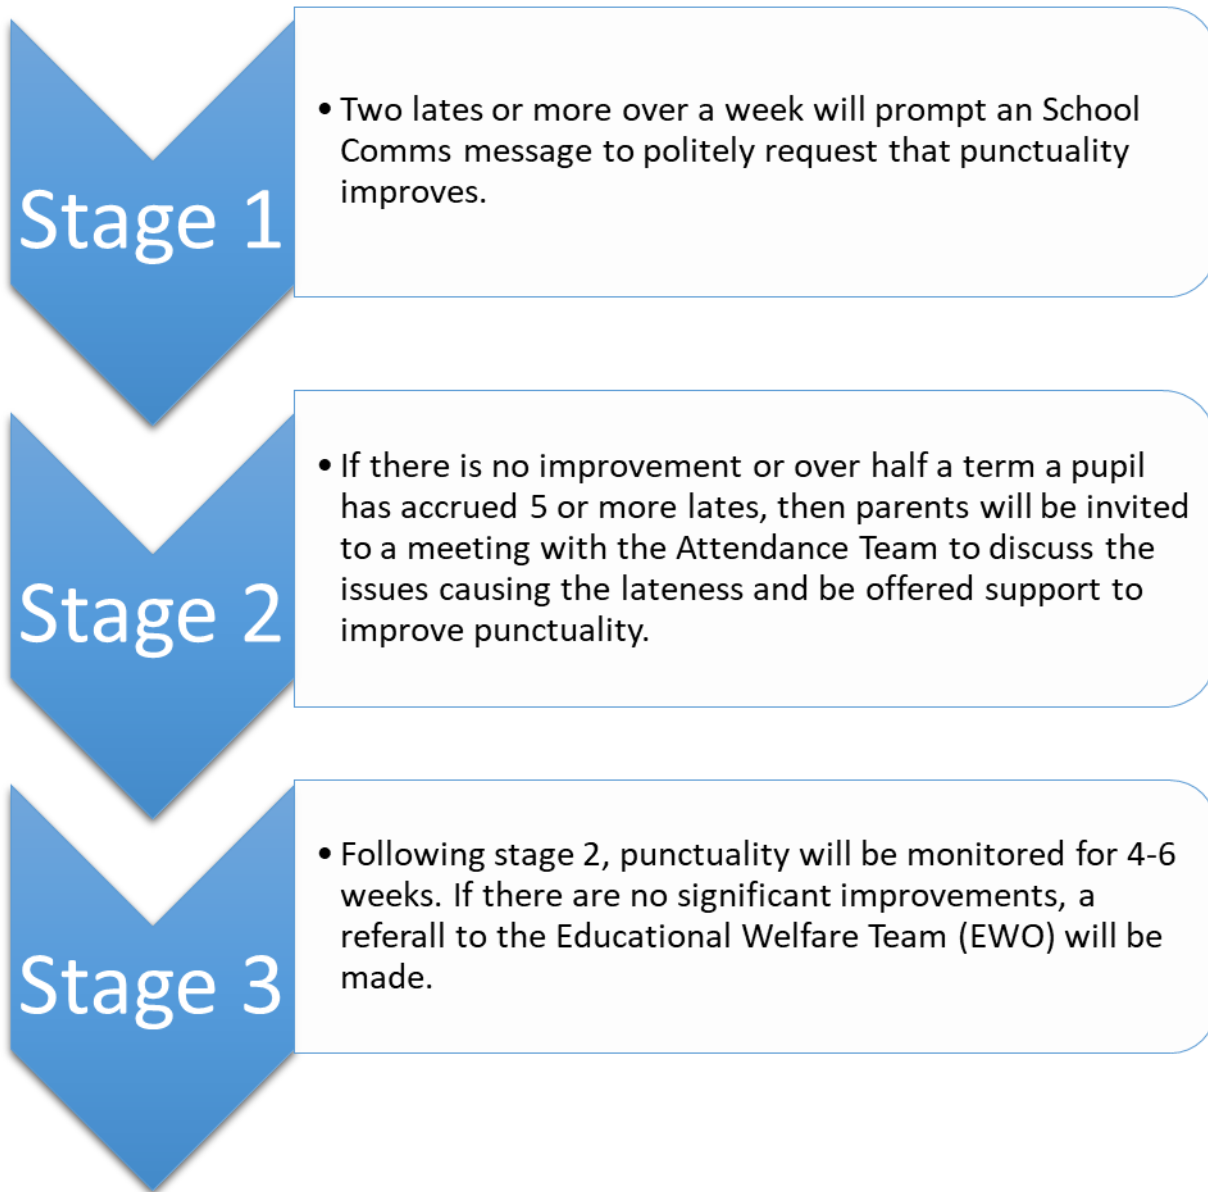 Stage 1
• Two lates or more over a week will prompt an School
Comms message to politely request that punctuality
improves.
Stage 2
• If there is no improvement or over half a term a pupil
has accrued 5 or more lates, then parents will be invited
to a meeting with the Attendance Team to discuss the
issues causing the lateness and be offered support to
improve punctuality.
Stage 3
• Following stage 2, punctuality will be monitored for 4-6
weeks. If there are no significant improvements, a
referall to the Educational Welfare Team (EWO) will be
made.